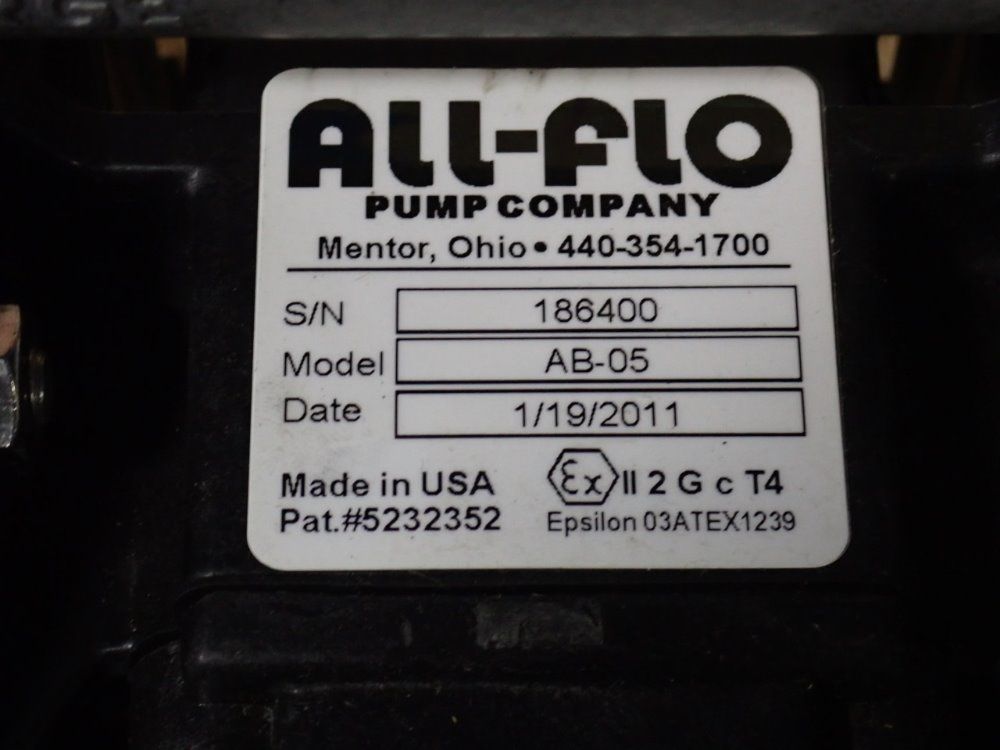 ALL-FLO
PUMP COMPANY
Mentor, Ohio • 440-354-1700
S/N 186400
Model AB-05
Date 1/19/2011
Made in USA
Pat.#5232352
Ex II 2 G c T4
Epsilon 03ATEX1239